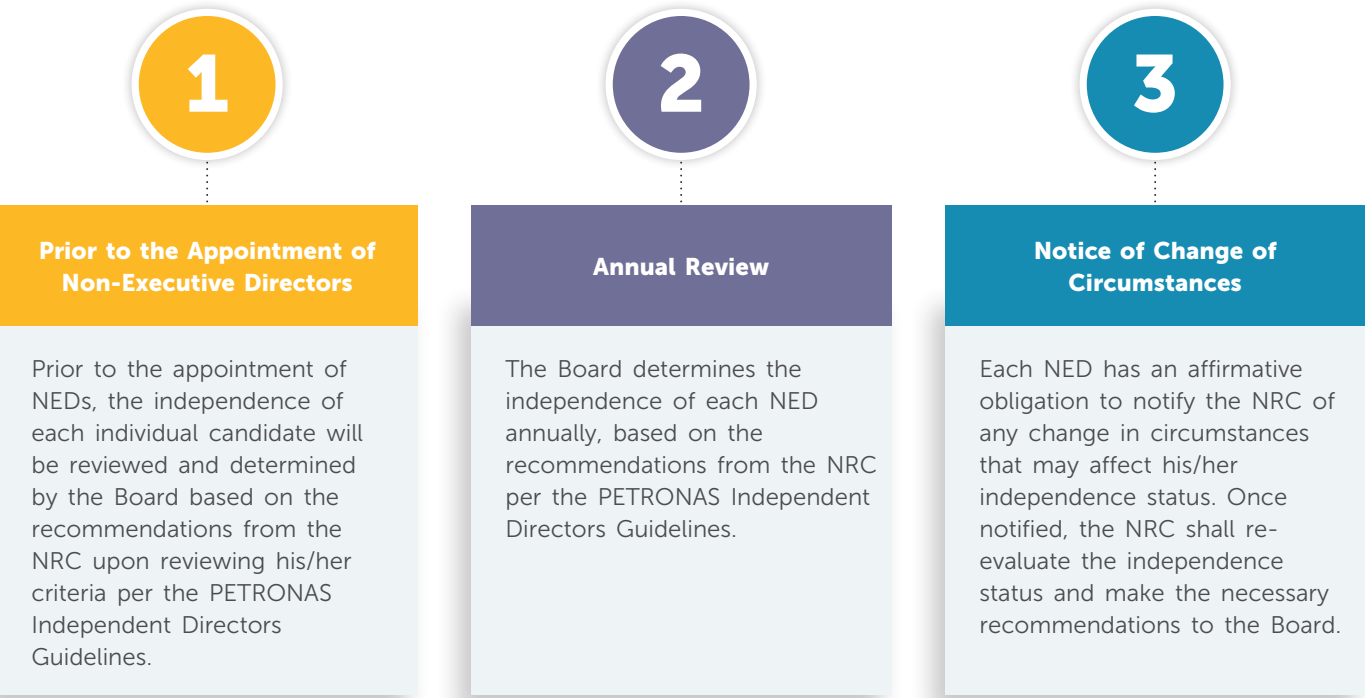 1
Prior to the Appointment of
Non-Executive Directors
Prior to the appointment of
NEDs, the independence of
each individual candidate will
be reviewed and determined
by the Board based on the
recommendations from the
NRC upon reviewing his/her
criteria per the PETRONAS
Independent Directors
Guidelines.
2
Annual Review
The Board determines the
independence of each NED
annually, based on the
recommendations from the NRC
per the PETRONAS Independent
Directors Guidelines.
3
Notice of Change of
Circumstances
Each NED has an affirmative
obligation to notify the NRC of
any change in circumstances
that may affect his/her
independence status. Once
notified, the NRC shall re-
evaluate the independence
status and make the necessary
recommendations to the Board.